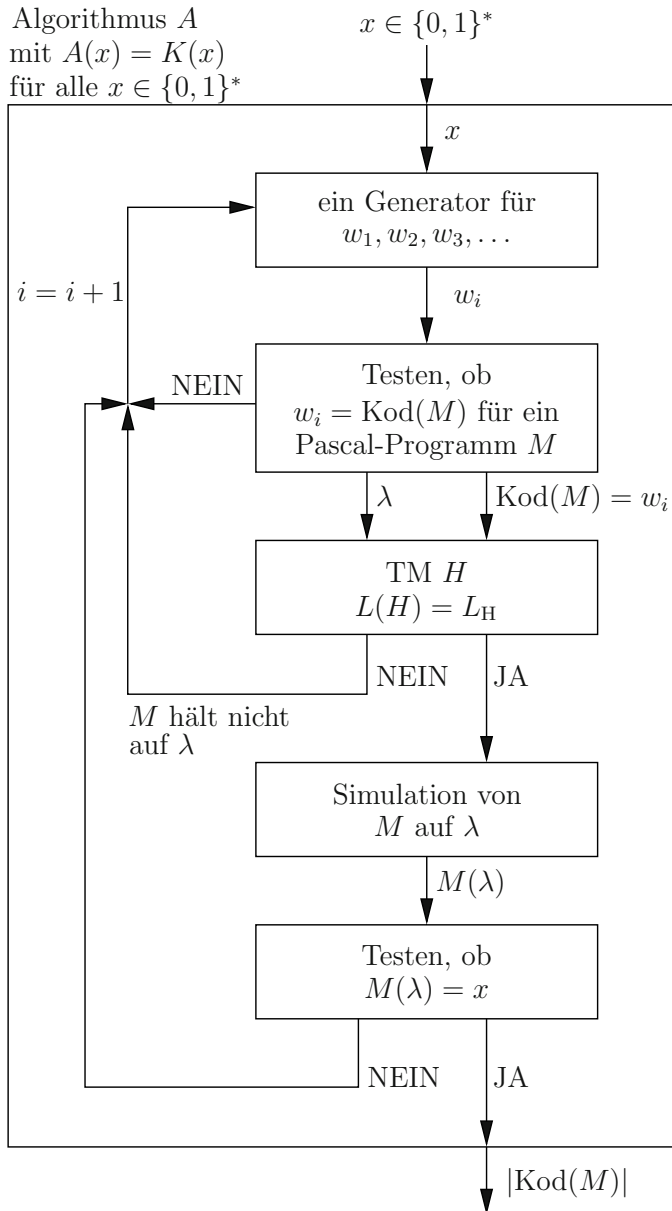 Algorithmus A
mit A(x) = K(x)
für alle x ∈ {0, 1}*
x ∈ {0, 1}*
x
ein Generator für
w₁, w₂, w₃, …
i = i + 1
wᵢ
NEIN
Testen, ob
wᵢ = Kod(M) für ein
Pascal-Programm M
λ
Kod(M) = wᵢ
TM H
L(H) = L_H
NEIN
JA
M hält nicht
auf λ
Simulation von
M auf λ
M(λ)
Testen, ob
M(λ) = x
NEIN
JA
|Kod(M)|